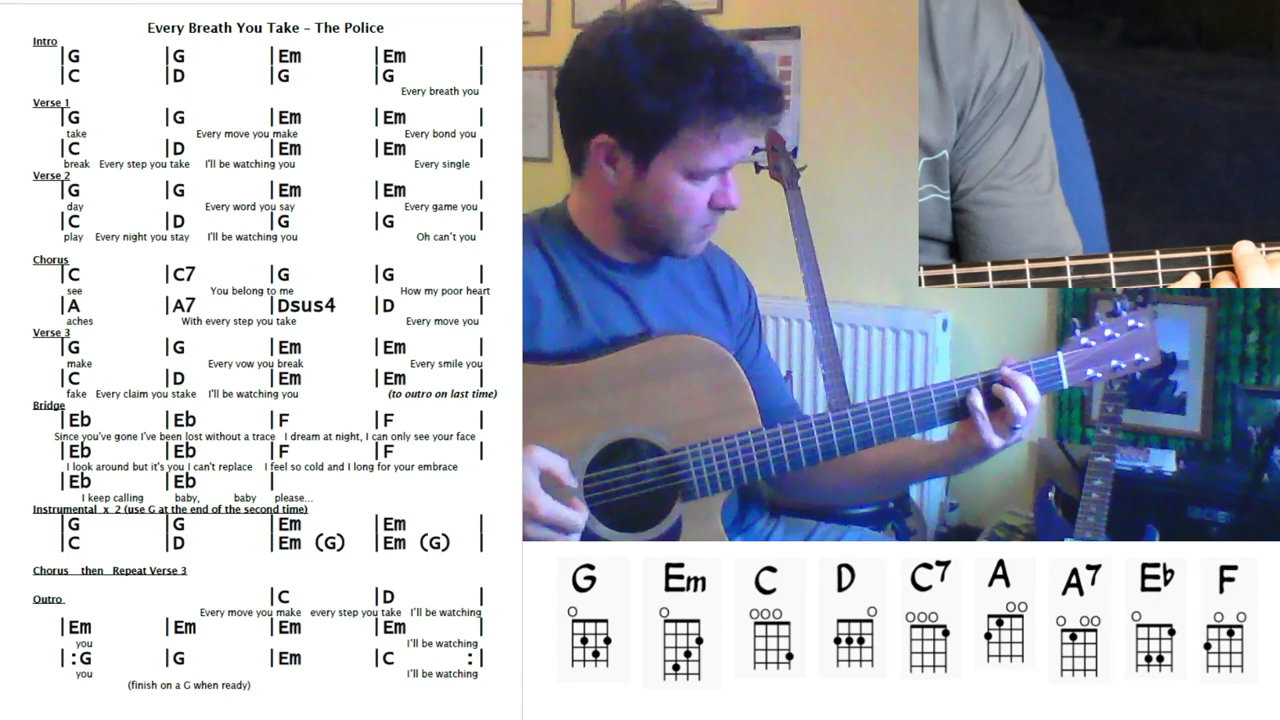 Every Breath You Take – The Police
Intro
|G |G |Em |Em |
|C |D |G |G |
Every breath you
Verse 1
|G |G |Em |Em |
take Every move you make Every bond you
|C |D |Em |Em |
break Every step you take I'll be watching you Every single
Verse 2
|G |G |Em |Em |
day Every word you say Every game you
|C |D |G |G |
play Every night you stay I'll be watching you Oh can't you
Chorus
|C |C7 |G |G |
see You belong to me How my poor heart
|A |A7 |Dsus4 |D |
aches With every step you take Every move you
Verse 3
|G |G |Em |Em |
make Every vow you break Every smile you
|C |D |Em |Em |
fake Every claim you stake I'll be watching you (to outro on last time)
Bridge
|Eb |Eb |F |F |
Since you've gone I've been lost without a trace I dream at night, I can only see your face
|Eb |Eb |F |F |
I look around but it's you I can't replace I feel so cold and I long for your embrace
|Eb |Eb |
I keep calling baby, baby please...
Instrumental x 2 (use G at the end of the second time)
|G |G |Em |Em |
|C |D |Em (G) |Em (G) |
Chorus then Repeat Verse 3
Outro |C |D |
Every move you make every step you take I'll be watching
|Em |Em |Em |Em |
you I'll be watching
|:G |G |Em |C :|
you I'll be watching
(finish on a G when ready)
G Em C D C7 A A7 Eb F